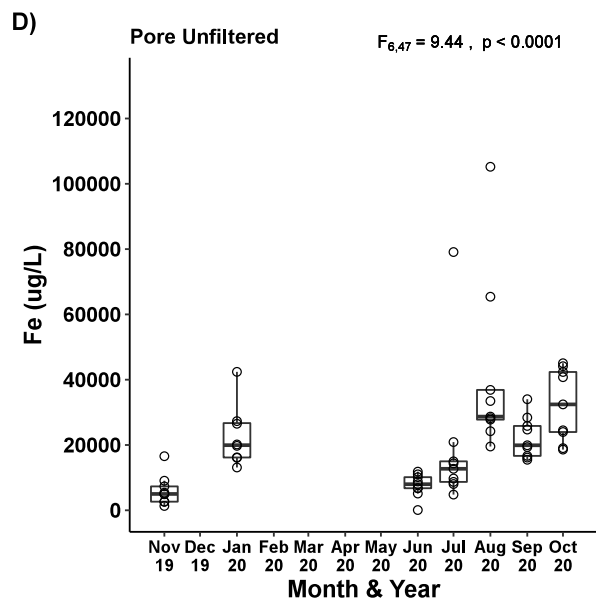 D)
Pore Unfiltered
F6,47 = 9.44 , p < 0.0001
Fe (ug/L)
120000
100000
80000
60000
40000
20000
0
Nov Dec Jan Feb Mar Apr May Jun Jul Aug Sep Oct
19 19 20 20 20 20 20 20 20 20 20 20
Month & Year